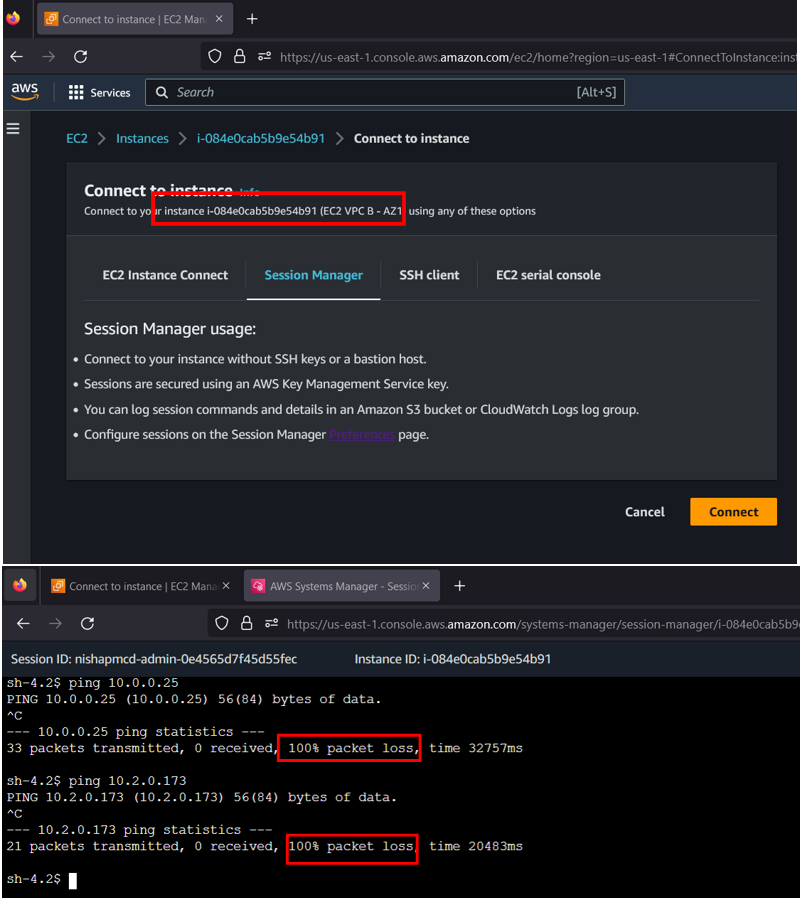 Connect to instance | EC2 Man
https://us-east-1.console.aws.amazon.com/ec2/home?region=us-east-1#ConnectToInstance:inst
aws Services Search [Alt+S]
EC2 Instances i-084e0cab5b9e54b91 Connect to instance
Connect to instance Info
Connect to your instance i-084e0cab5b9e54b91 (EC2 VPC B - AZ1) using any of these options
EC2 Instance Connect Session Manager SSH client EC2 serial console
Session Manager usage:
• Connect to your instance without SSH keys or a bastion host.
• Sessions are secured using an AWS Key Management Service key.
• You can log session commands and details in an Amazon S3 bucket or CloudWatch Logs log group.
• Configure sessions on the Session Manager Preferences page.
Cancel Connect
Connect to instance | EC2 Mana AWS Systems Manager - Sessio
https://us-east-1.console.aws.amazon.com/systems-manager/session-manager/i-084e0cab5b9
Session ID: nishapmcd-admin-0e4565d7f45d55fec Instance ID: i-084e0cab5b9e54b91
sh-4.2$ ping 10.0.0.25
PING 10.0.0.25 (10.0.0.25) 56(84) bytes of data.
^C
--- 10.0.0.25 ping statistics ---
33 packets transmitted, 0 received, 100% packet loss, time 32757ms
sh-4.2$ ping 10.2.0.173
PING 10.2.0.173 (10.2.0.173) 56(84) bytes of data.
^C
--- 10.2.0.173 ping statistics ---
21 packets transmitted, 0 received, 100% packet loss, time 20483ms
sh-4.2$